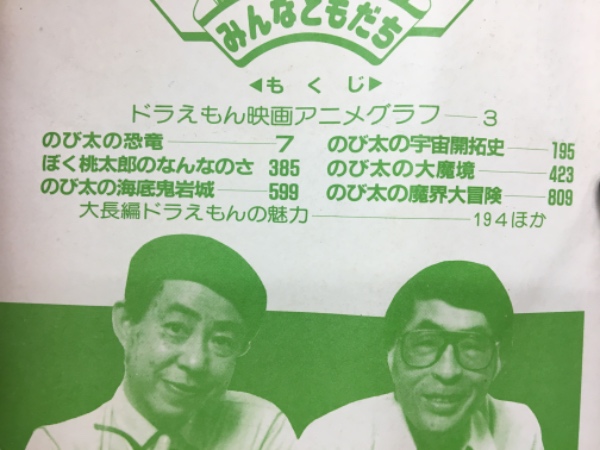 みんなともだち
◀もくじ▶
ドラえもん映画アニメグラフ──3
のび太の恐竜──7 のび太の宇宙開拓史──195
ぼく桃太郎のなんなのさ 385 のび太の大魔境──423
のび太の海底鬼岩城──599 のび太の魔界大冒険──809
大長編ドラえもんの魅力──194ほか